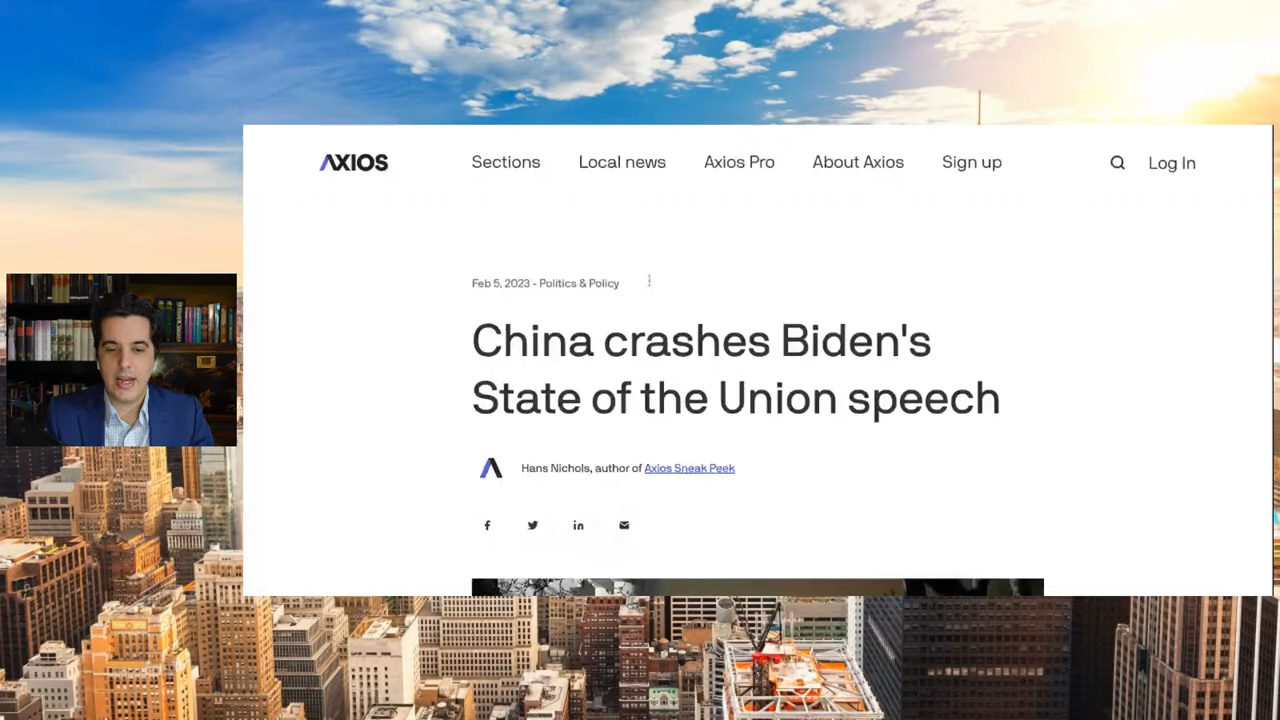 AXIOS
Sections Local news Axios Pro About Axios Sign up Log In
Feb 5, 2023 - Politics & Policy
China crashes Biden's
State of the Union speech
Hans Nichols, author of Axios Sneak Peek